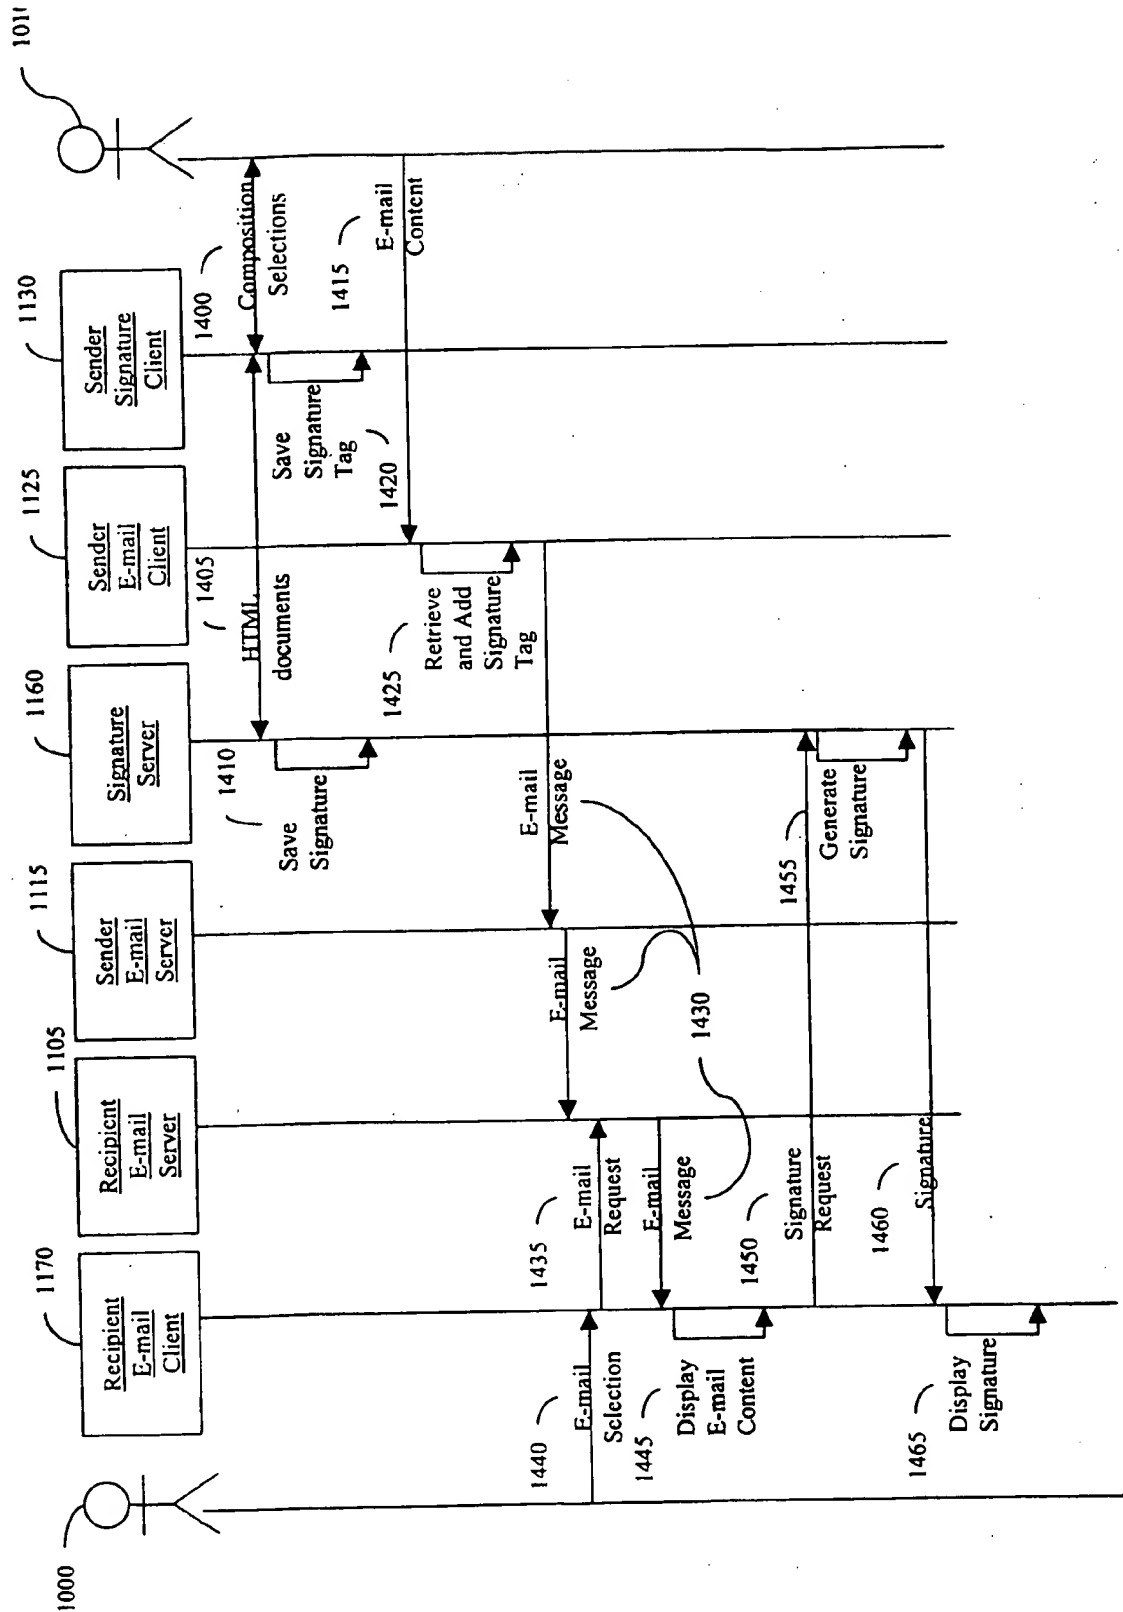 1000
1170
Recipient
E-mail
Client
1105
Recipient
E-mail
Server
1115
Sender
E-mail
Server
1160
Signature
Server
1125
Sender
E-mail
Client
1130
Sender
Signature
Client
1400
Composition
Selections
1405
HTML
documents
1410
Save
Signature
Save
Signature
Tag
1415
E-mail
Content
1420
1425
Retrieve
and Add
Signature
Tag
E-mail
Message
E-mail
Message
1430
1440
E-mail
Selection
1435
E-mail
Request
E-mail
Message
1445
Display
E-mail
Content
1450
Signature
Request
1455
Generate
Signature
1460
Signature
1465
Display
Signature